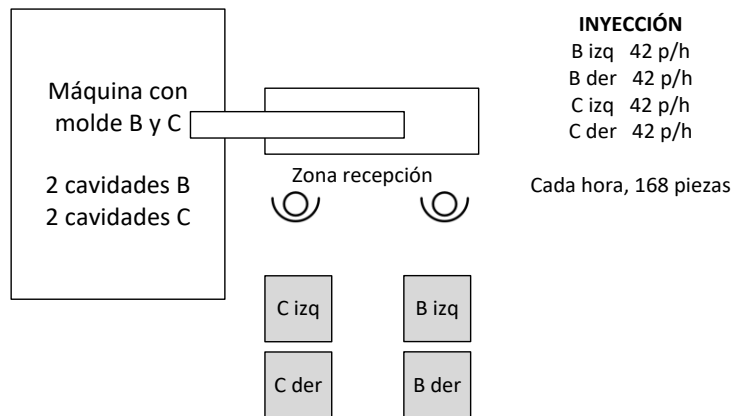 Máquina con
molde B y C
2 cavidades B
2 cavidades C
Zona recepción
C izq
B izq
C der
B der
INYECCIÓN
B izq 42 p/h
B der 42 p/h
C izq 42 p/h
C der 42 p/h
Cada hora, 168 piezas